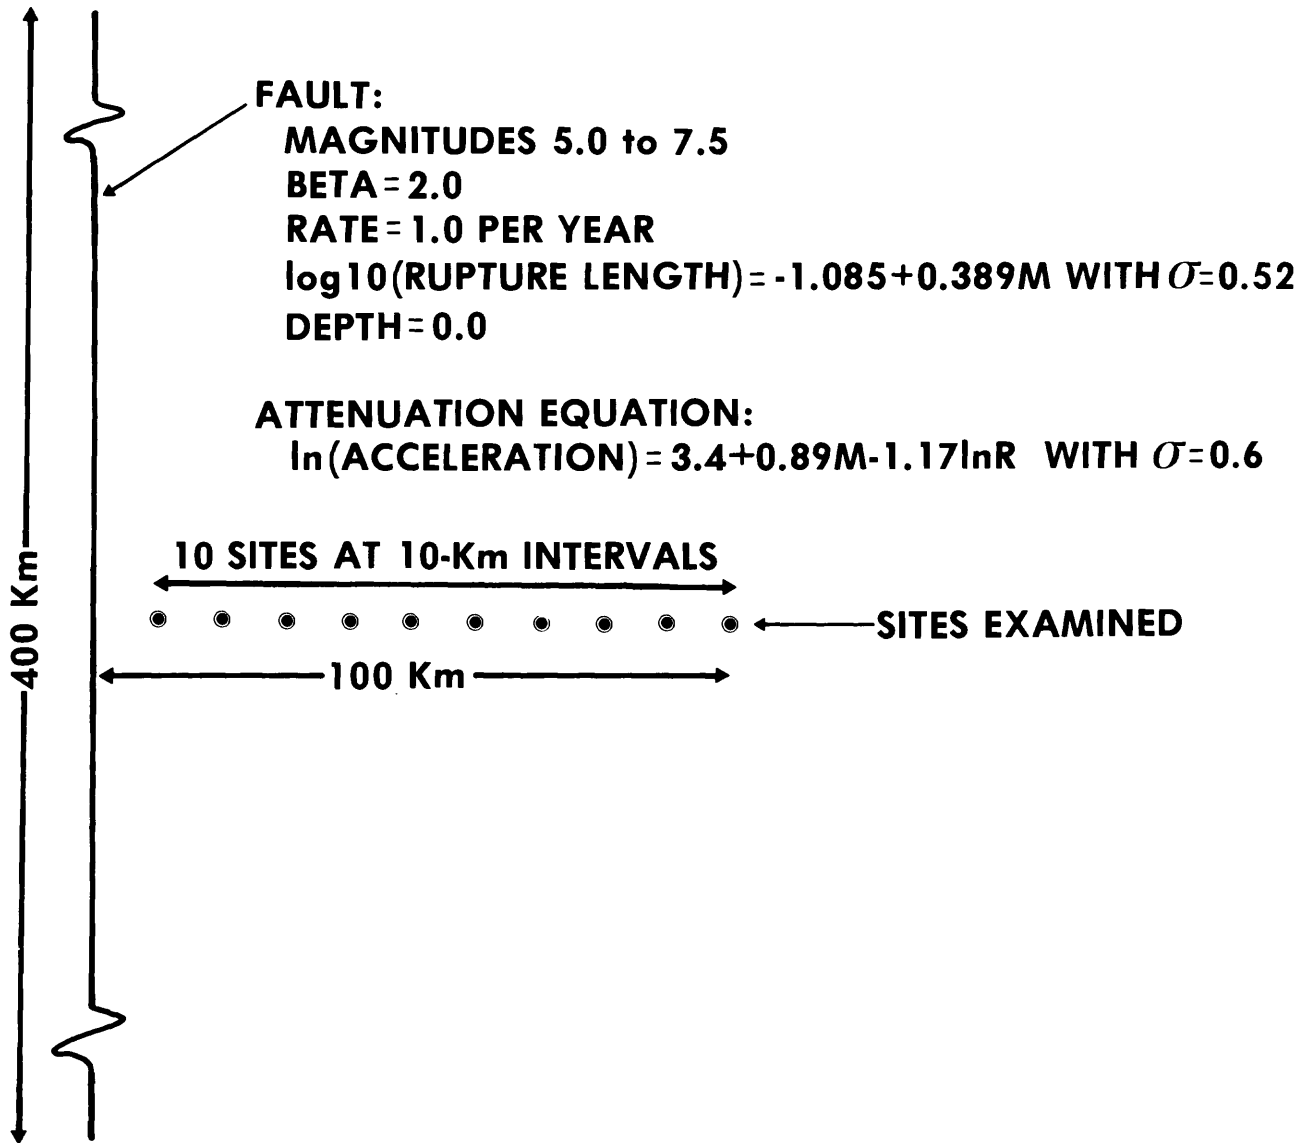 FAULT:
MAGNITUDES 5.0 to 7.5
BETA=2.0
RATE=1.0 PER YEAR
log10(RUPTURE LENGTH)=-1.085+0.389M WITH σ=0.52
DEPTH=0.0
ATTENUATION EQUATION:
ln(ACCELERATION)=3.4+0.89M-1.17lnR WITH σ=0.6
10 SITES AT 10-Km INTERVALS
SITES EXAMINED
100 Km
400 Km